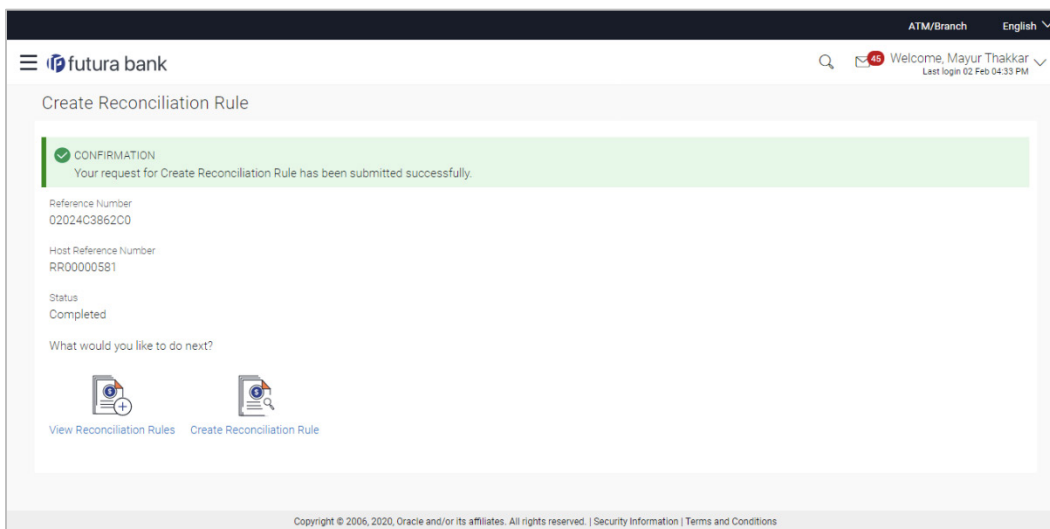 ATM/Branch English
futura bank
45 Welcome, Mayur Thakkar
Last login 02 Feb 04:33 PM
Create Reconciliation Rule
CONFIRMATION
Your request for Create Reconciliation Rule has been submitted successfully.
Reference Number
02024C3862C0
Host Reference Number
RR00000581
Status
Completed
What would you like to do next?
View Reconciliation Rules Create Reconciliation Rule
Copyright © 2006, 2020, Oracle and/or its affiliates. All rights reserved. | Security Information | Terms and Conditions